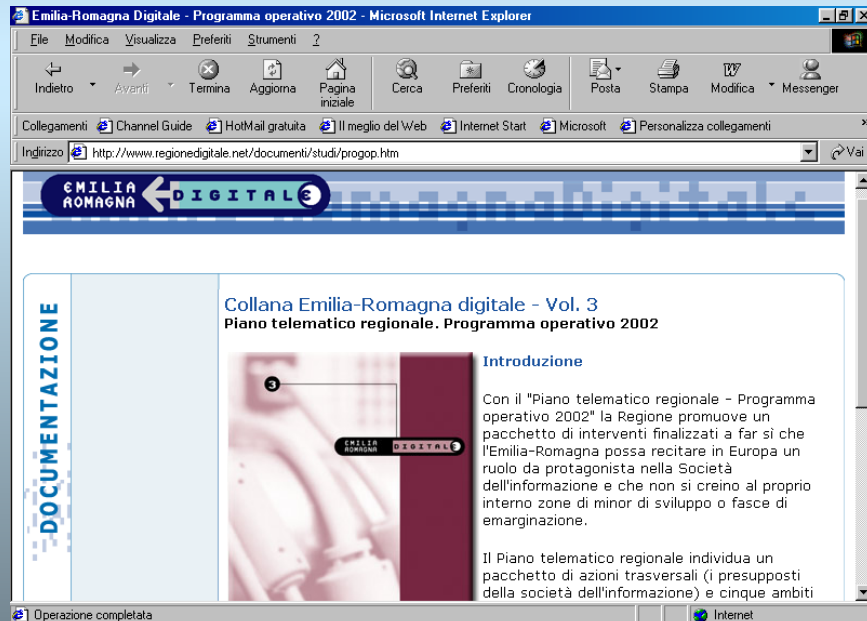 Emilia-Romagna Digitale - Programma operativo 2002 - Microsoft Internet Explorer
File Modifica Visualizza Preferiti Strumenti ?
Indietro Avanti Termina Aggiorna Pagina iniziale Cerca Preferiti Cronologia Posta Stampa Modifica Messenger
Collegamenti Channel Guide HotMail gratuita Il meglio del Web Internet Start Microsoft Personalizza collegamenti »
Indirizzo http://www.regionedigitale.net/documenti/studi/progop.htm Vai
EMILIA
ROMAGNA DIGITALE
RomagnaDigitale
DOCUMENTAZIONE
Collana Emilia-Romagna digitale - Vol. 3
Piano telematico regionale. Programma operativo 2002
3
EMILIA
ROMAGNA DIGITALE
Introduzione
Con il "Piano telematico regionale - Programma
operativo 2002" la Regione promuove un
pacchetto di interventi finalizzati a far sì che
l'Emilia-Romagna possa recitare in Europa un
ruolo da protagonista nella Società
dell'informazione e che non si creino al proprio
interno zone di minor di sviluppo o fasce di
emarginazione.
Il Piano telematico regionale individua un
pacchetto di azioni trasversali (i presupposti
della società dell'informazione) e cinque ambiti
Operazione completata Internet